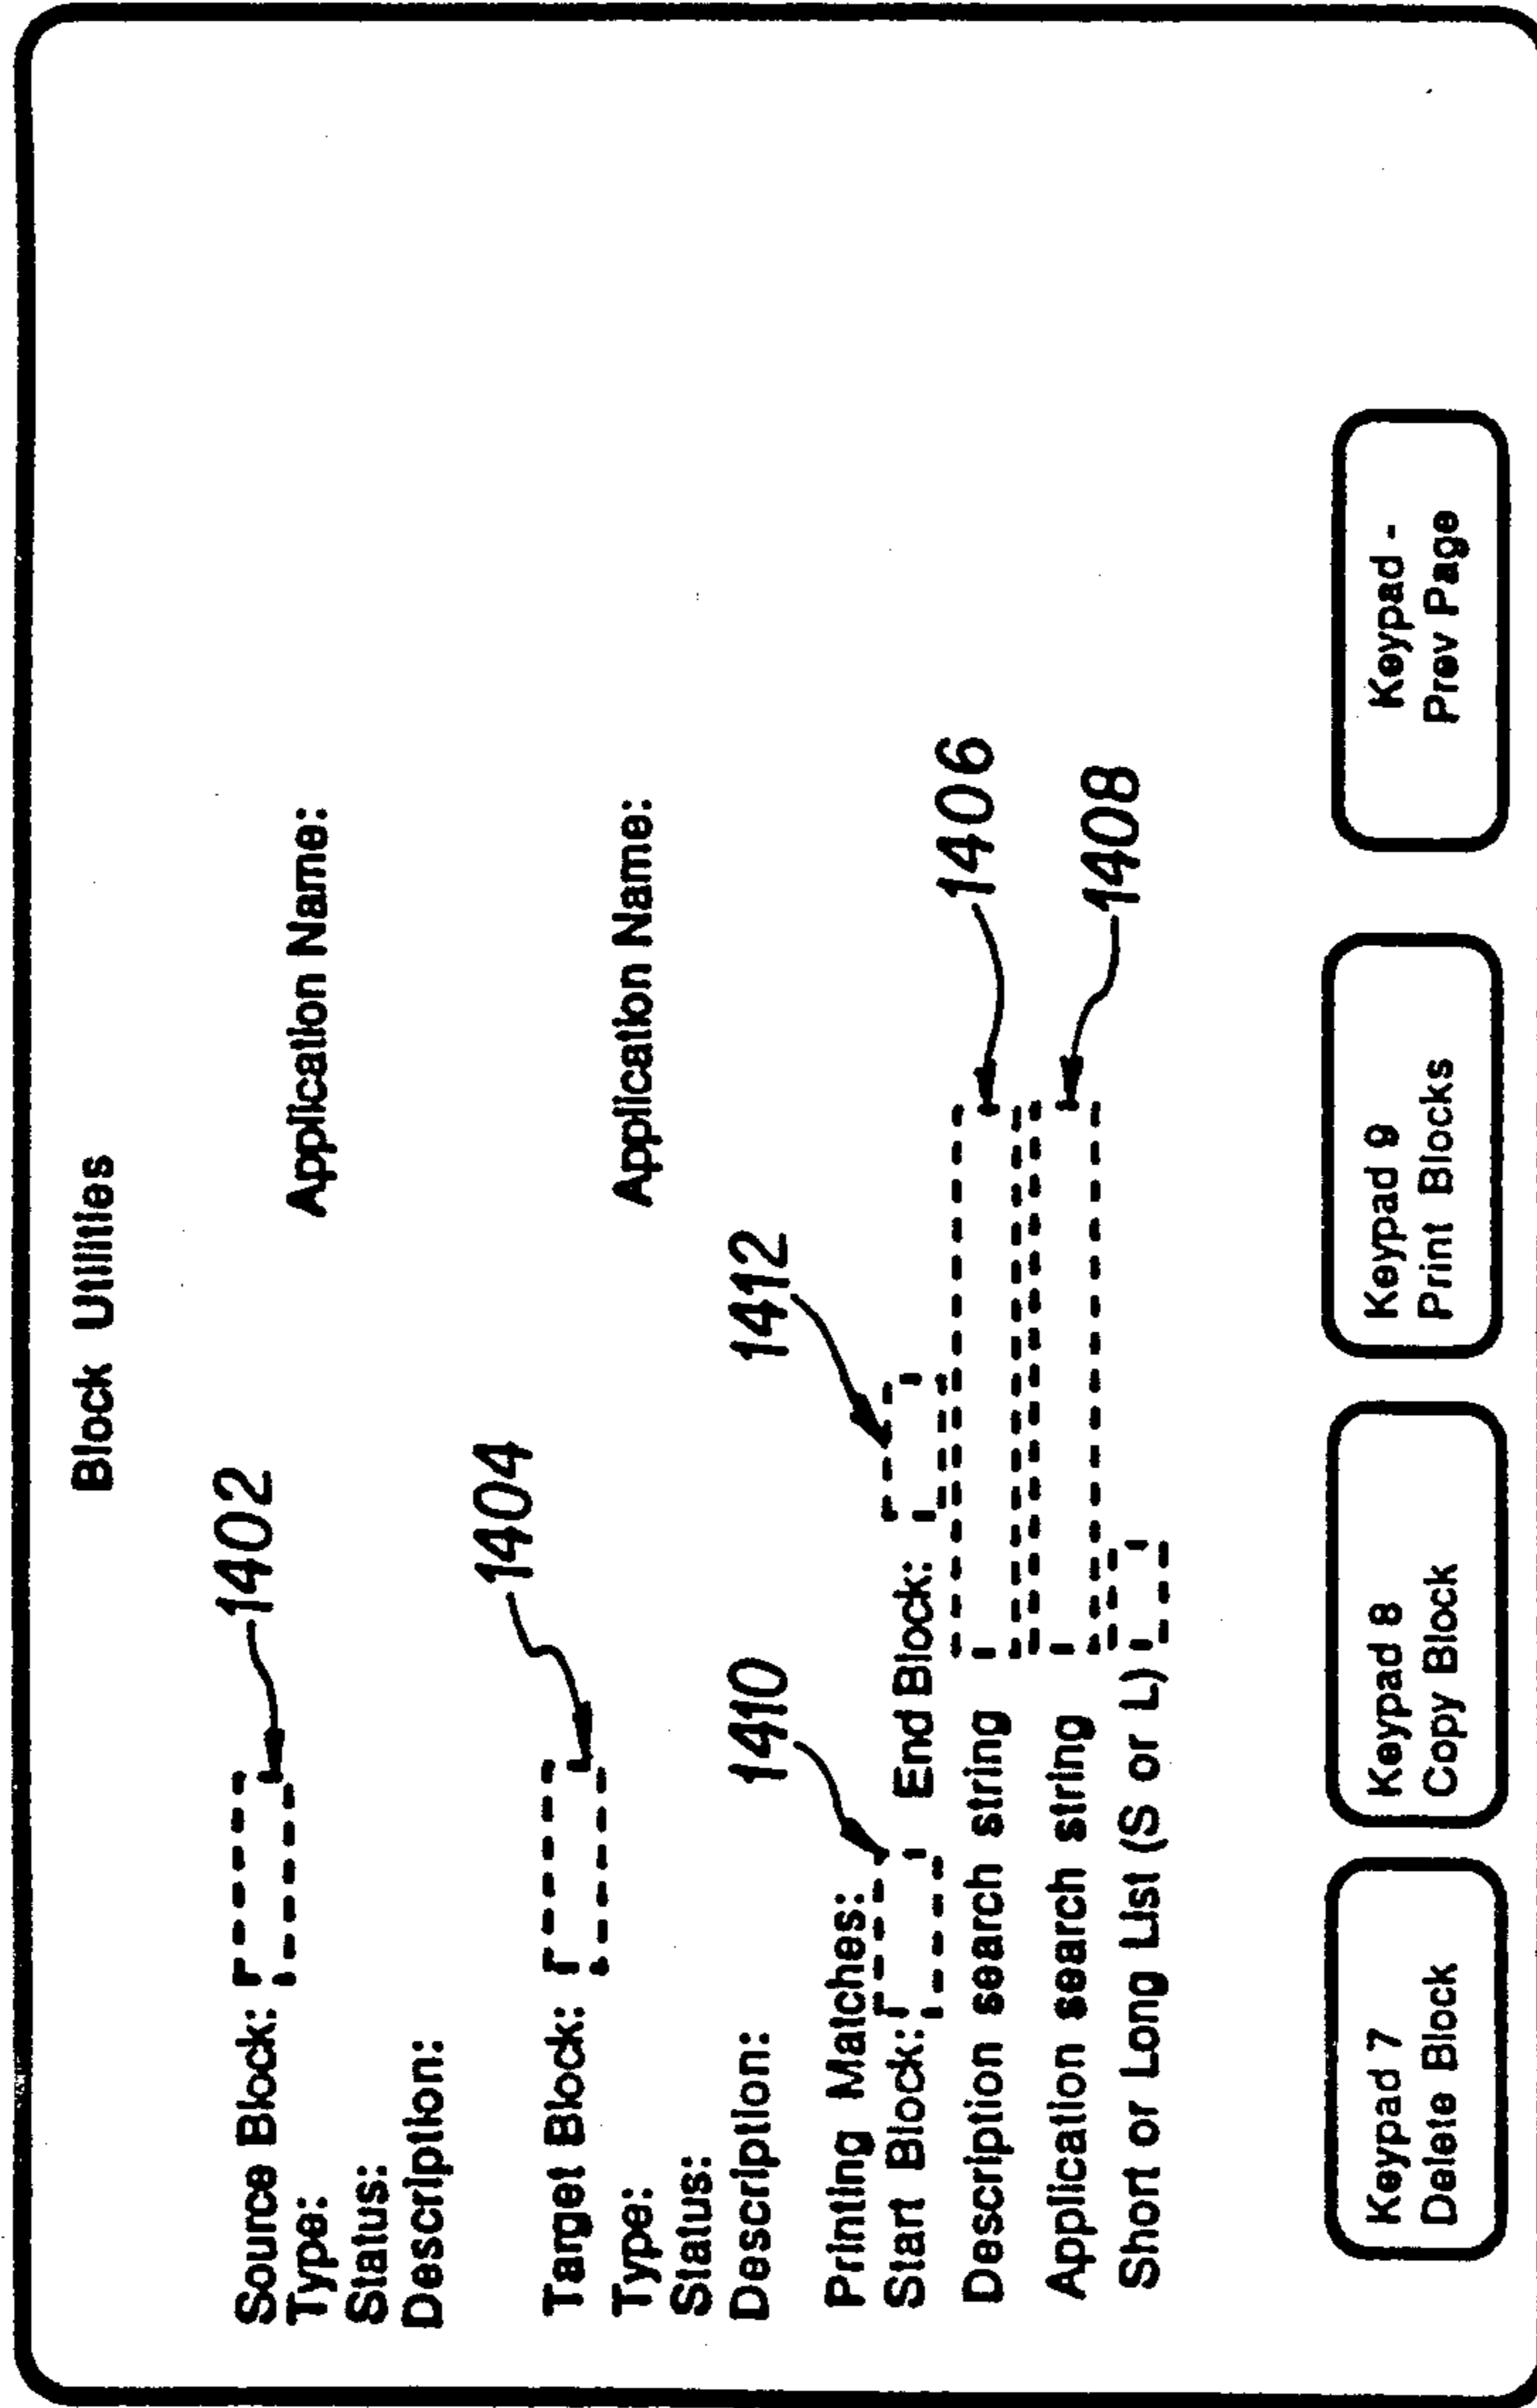 Block Utilities
1402
Source Block:
Type: Application Name:
Status:
Description:
1404
Target Block:
Type: Application Name:
Status:
Description:
1410 1412
Printing Matches:
Start Block: End Block:
Description search string 1406
Application search string 1408
Short or Long List (S or L)
Keypad 7
Delete Block
Keypad 8
Copy Block
Keypad 9
Print Blocks
Keypad -
Prev Page